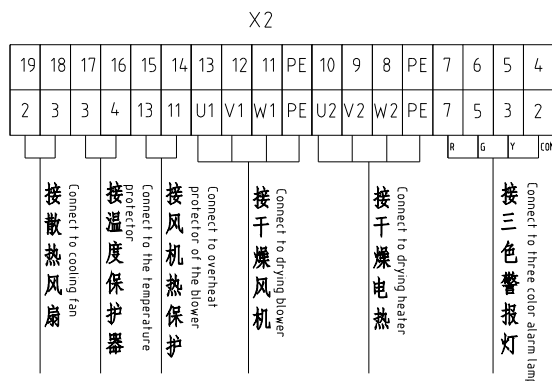 X2
19 18 17 16 15 14 13 12 11 PE 10 9 8 PE 7 6 5 4
2 3 3 4 13 11 U1 V1 W1 PE U2 V2 W2 PE 7 5 3 2
R G Y COM
接散热风扇
Connect to cooling fan
接温度保护器
Connect to the temperature
protector
接风机热保护
Connect to overheat
protector of the blower
接干燥风机
Connect to drying blower
接干燥电热
Connect to drying heater
接三色警报灯
Connect to three color alarm lamp